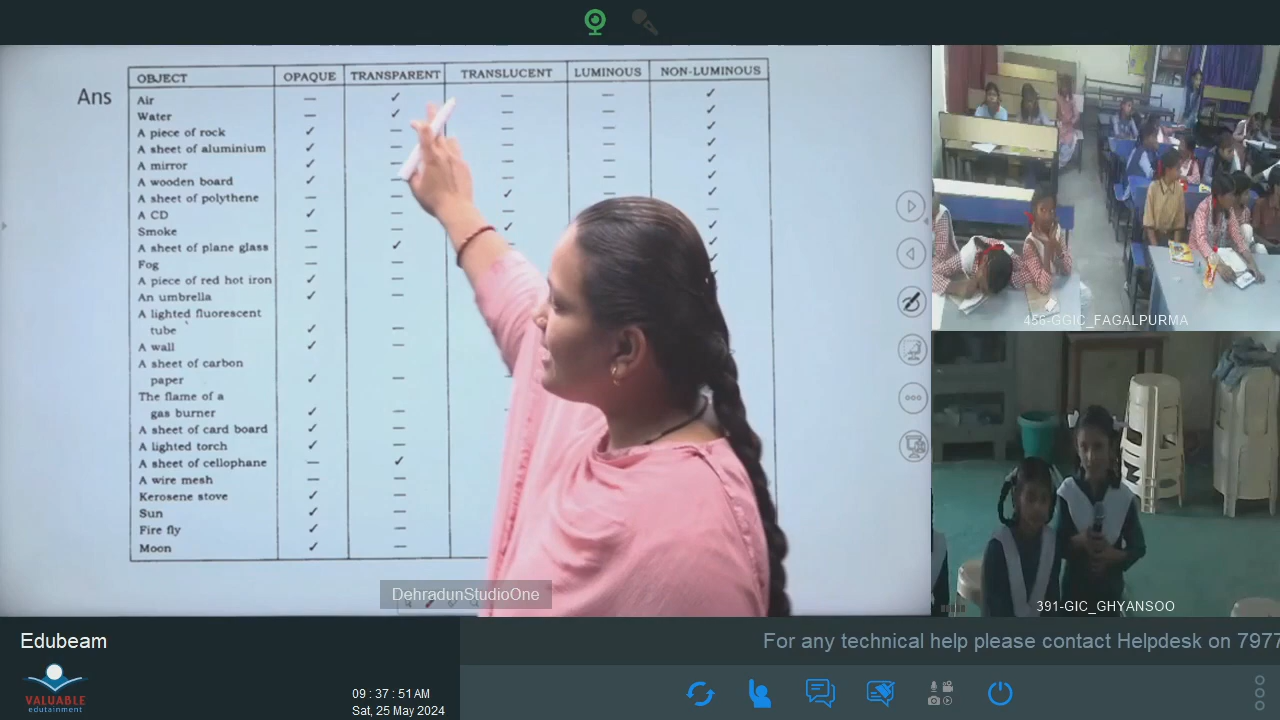 Ans
OBJECT OPAQUE TRANSPARENT TRANSLUCENT LUMINOUS NON-LUMINOUS
Air — ✓ — — ✓
Water — ✓ — — ✓
A piece of rock ✓ — — — ✓
A sheet of aluminium ✓ — — — ✓
A mirror ✓ — — — ✓
A wooden board ✓ — — — ✓
A sheet of polythene — — ✓ — ✓
A CD ✓ — — —
Smoke — — ✓ ✓
A sheet of plane glass — ✓ ✓
Fog — — ✓
A piece of red hot iron ✓ —
An umbrella ✓ —
A lighted fluorescent
tube ✓ —
A wall ✓ —
A sheet of carbon
paper ✓ —
The flame of a
gas burner ✓ —
A sheet of card board ✓ —
A lighted torch ✓ —
A sheet of cellophane — ✓
A wire mesh — —
Kerosene stove ✓ —
Sun ✓ —
Fire fly ✓ —
Moon ✓ —
DehradunStudioOne
456-GGIC_FAGALPURMA
391-GIC_GHYANSOO
Edubeam
For any technical help please contact Helpdesk on 7977
VALUABLE
edutainment
09 : 37 : 51 AM
Sat, 25 May 2024